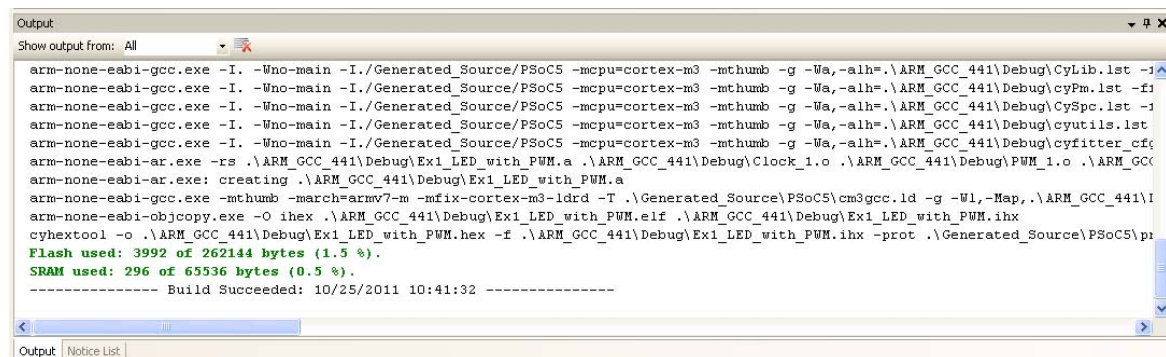 Output
Show output from: All
arm-none-eabi-gcc.exe -I. -Wno-main -I./Generated_Source/PSoC5 -mcpu=cortex-m3 -mthumb -g -Wa,-alh=.\ARM_GCC_441\Debug\CyLib.lst
arm-none-eabi-gcc.exe -I. -Wno-main -I./Generated_Source/PSoC5 -mcpu=cortex-m3 -mthumb -g -Wa,-alh=.\ARM_GCC_441\Debug\cyPm.lst
arm-none-eabi-gcc.exe -I. -Wno-main -I./Generated_Source/PSoC5 -mcpu=cortex-m3 -mthumb -g -Wa,-alh=.\ARM_GCC_441\Debug\CySpc.lst
arm-none-eabi-gcc.exe -I. -Wno-main -I./Generated_Source/PSoC5 -mcpu=cortex-m3 -mthumb -g -Wa,-alh=.\ARM_GCC_441\Debug\cyutils.lst
arm-none-eabi-gcc.exe -I. -Wno-main -I./Generated_Source/PSoC5 -mcpu=cortex-m3 -mthumb -g -Wa,-alh=.\ARM_GCC_441\Debug\cyfitter_cfg
arm-none-eabi-ar.exe -rs .\ARM_GCC_441\Debug\Ex1_LED_with_PWM.a .\ARM_GCC_441\Debug\Clock_1.o .\ARM_GCC_441\Debug\PWM_1.o .\ARM_GCC
arm-none-eabi-ar.exe: creating .\ARM_GCC_441\Debug\Ex1_LED_with_PWM.a
arm-none-eabi-gcc.exe -mthumb -march=armv7-m -mfix-cortex-m3-ldrd -T .\Generated_Source\PSoC5\cm3gcc.ld -g -Wl,-Map,.\ARM_GCC_441\
arm-none-eabi-objcopy.exe -O ihex .\ARM_GCC_441\Debug\Ex1_LED_with_PWM.elf .\ARM_GCC_441\Debug\Ex1_LED_with_PWM.ihx
cyhextool -o .\ARM_GCC_441\Debug\Ex1_LED_with_PWM.hex -f .\ARM_GCC_441\Debug\Ex1_LED_with_PWM.ihx -prot .\Generated_Source\PSoC5\
Flash used: 3992 of 262144 bytes (1.5 %).
SRAM used: 296 of 65536 bytes (0.5 %).
--------------- Build Succeeded: 10/25/2011 10:41:32 ---------------
Output Notice List